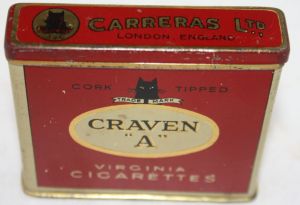 CARRERAS LTD
LONDON, ENGLAND
CORK TIPPED
TRADE MARK
CRAVEN
"A"
VIRGINIA
CIGARETTES